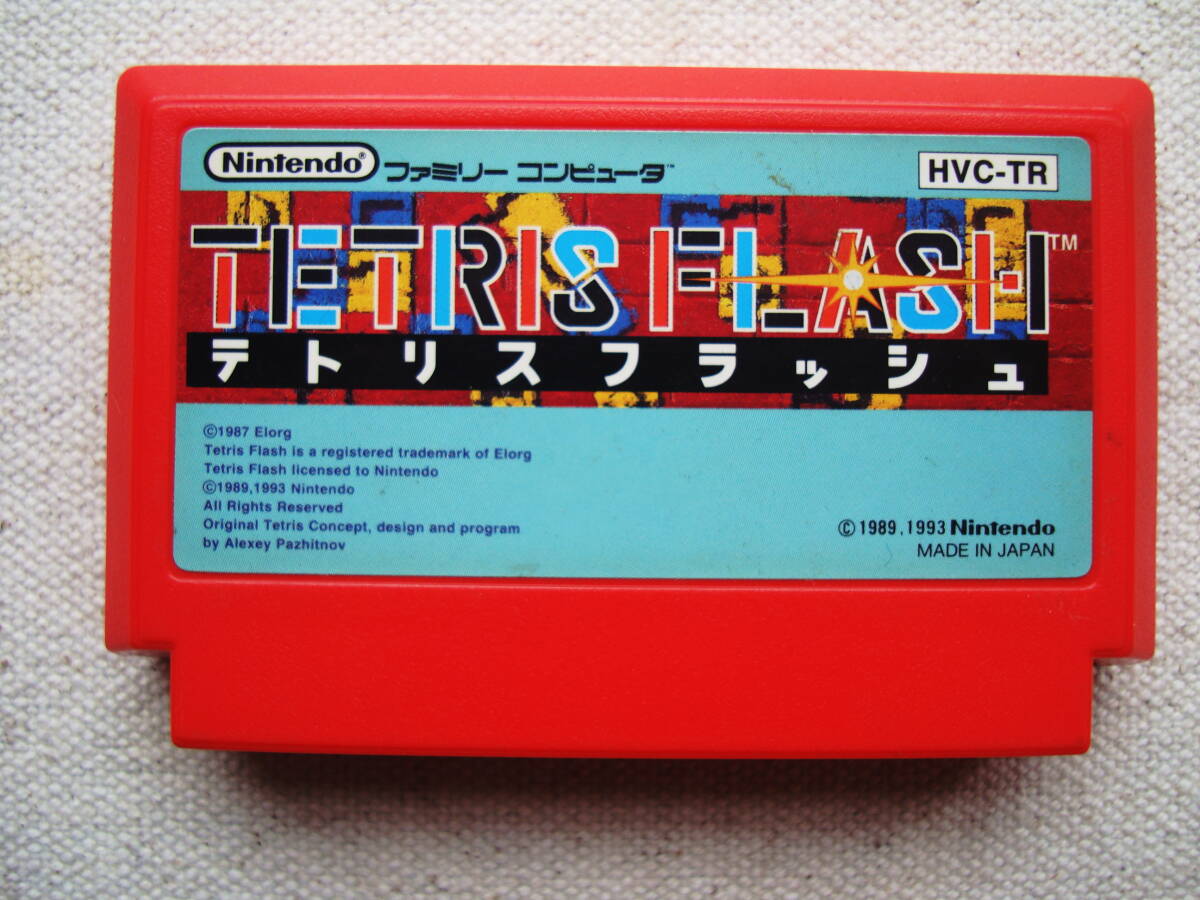 Nintendo® ファミリー コンピュータ™
HVC-TR
TETRIS FLASH™
テトリスフラッシュ
©1987 Elorg
Tetris Flash is a registered trademark of Elorg
Tetris Flash licensed to Nintendo
©1989,1993 Nintendo
All Rights Reserved
Original Tetris Concept, design and program
by Alexey Pazhitnov
©1989,1993 Nintendo
MADE IN JAPAN